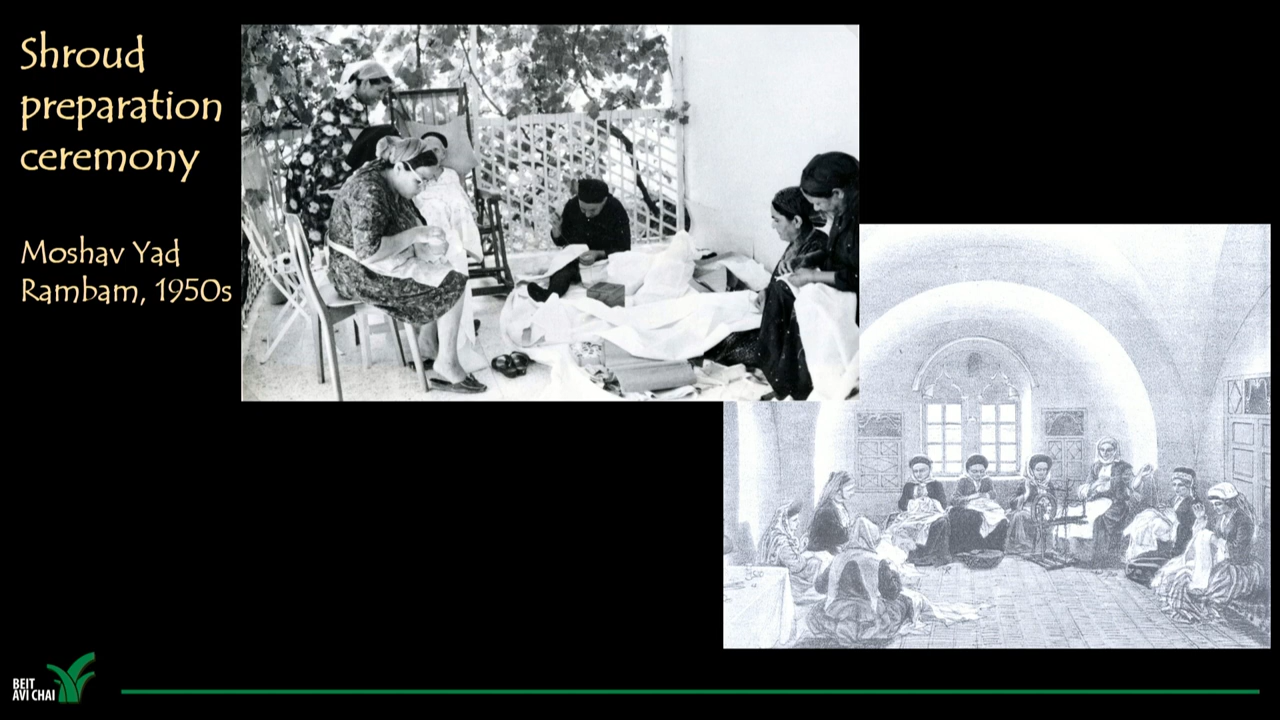 Shroud
preparation
ceremony
Moshav Yad
Rambam, 1950s
BEIT
AVI CHAI